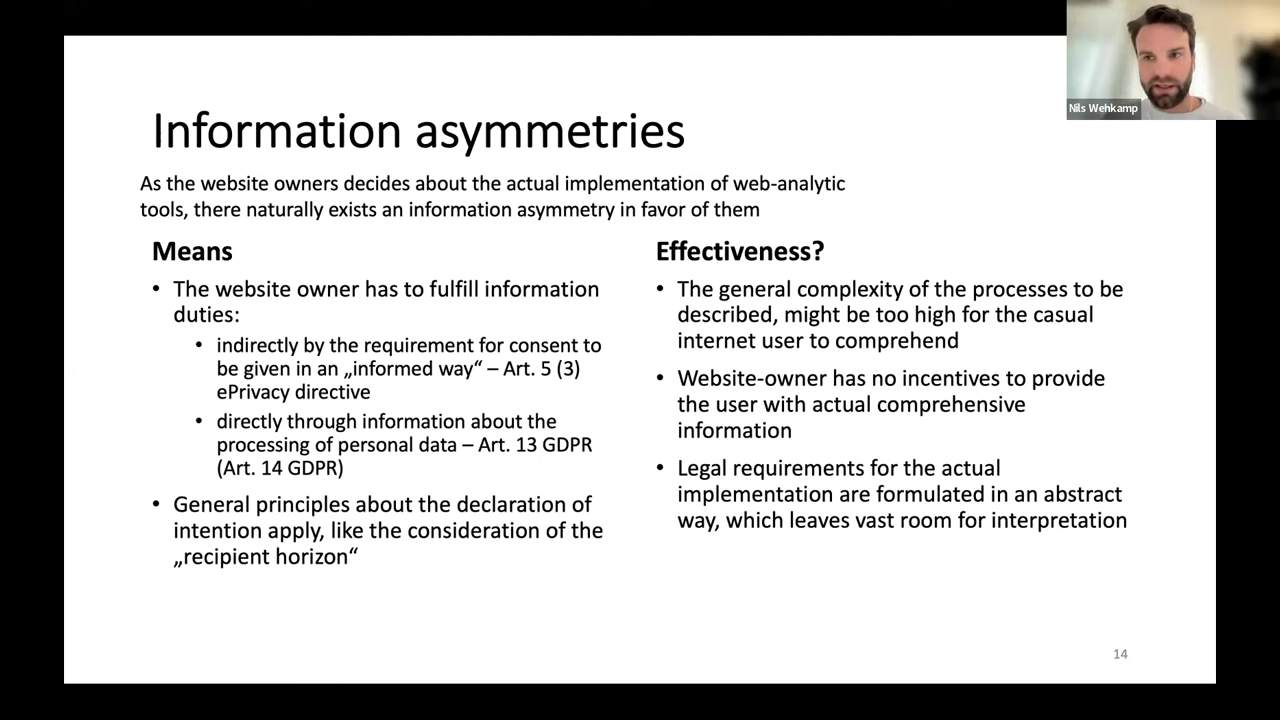 Nils Wehkamp
Information asymmetries
As the website owners decides about the actual implementation of web-analytic
tools, there naturally exists an information asymmetry in favor of them
Means
• The website owner has to fulfill information
duties:
• indirectly by the requirement for consent to
be given in an „informed way“ – Art. 5 (3)
ePrivacy directive
• directly through information about the
processing of personal data – Art. 13 GDPR
(Art. 14 GDPR)
• General principles about the declaration of
intention apply, like the consideration of the
„recipient horizon“
Effectiveness?
• The general complexity of the processes to be
described, might be too high for the casual
internet user to comprehend
• Website-owner has no incentives to provide
the user with actual comprehensive
information
• Legal requirements for the actual
implementation are formulated in an abstract
way, which leaves vast room for interpretation
14